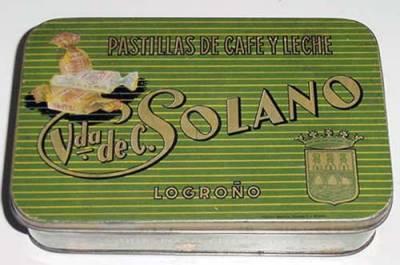 PASTILLAS DE CAFE Y LECHE
Vda. de C. SOLANO
LOGROÑO